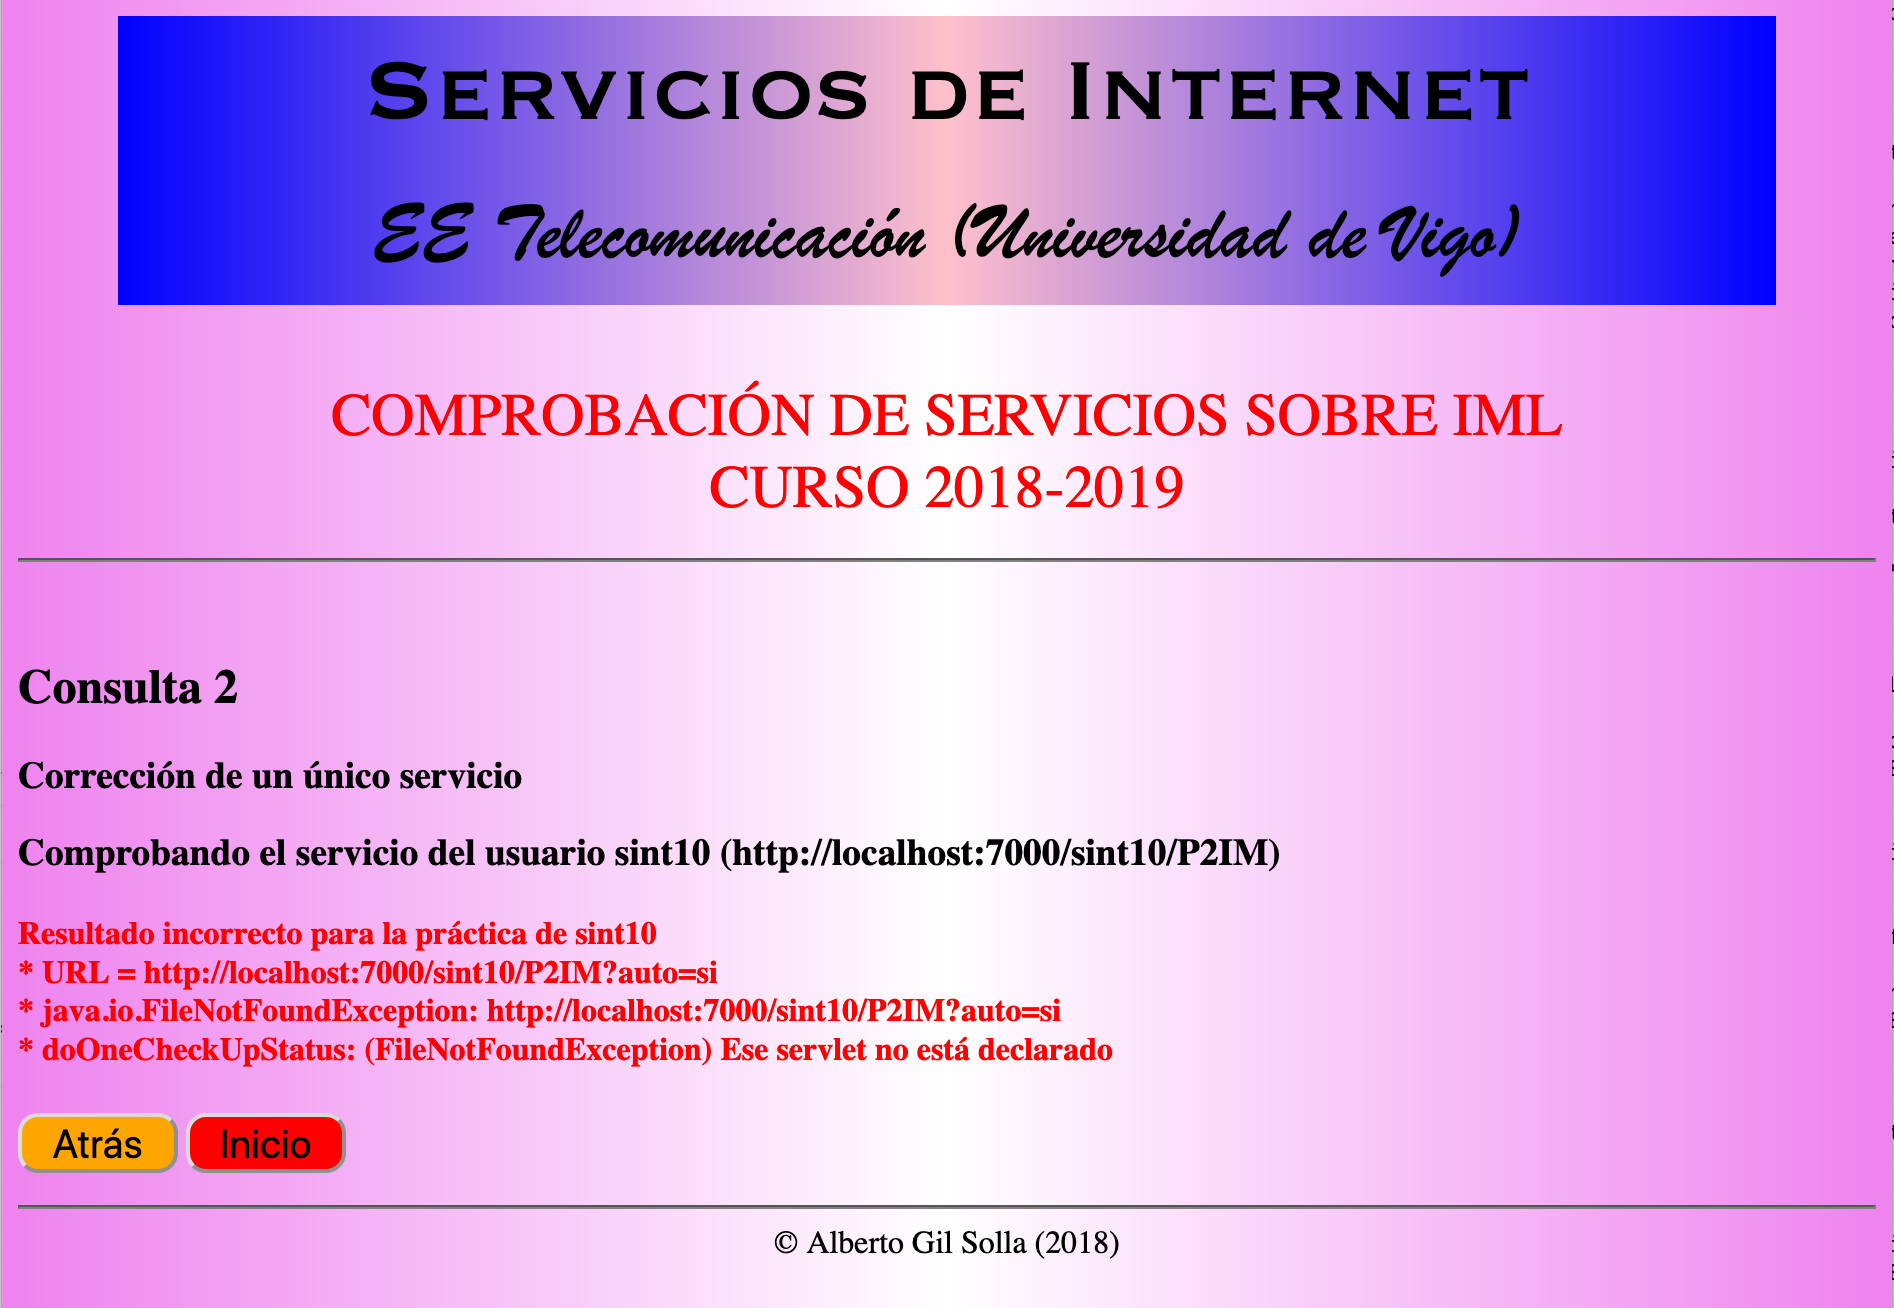 Servicios de Internet
EE Telecomunicación (Universidad de Vigo)
COMPROBACIÓN DE SERVICIOS SOBRE IML
CURSO 2018-2019
Consulta 2
Corrección de un único servicio
Comprobando el servicio del usuario sint10 (http://localhost:7000/sint10/P2IM)
Resultado incorrecto para la práctica de sint10
* URL = http://localhost:7000/sint10/P2IM?auto=si
* java.io.FileNotFoundException: http://localhost:7000/sint10/P2IM?auto=si
* doOneCheckUpStatus: (FileNotFoundException) Ese servlet no está declarado
Atrás Inicio
© Alberto Gil Solla (2018)